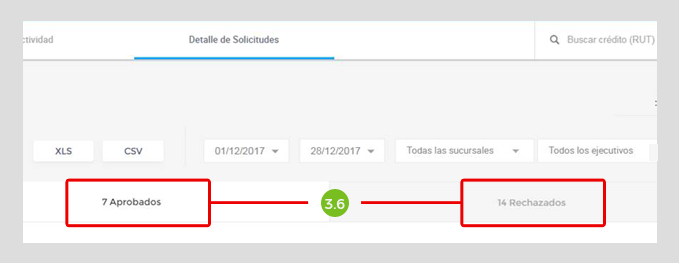 ctividad
Detalle de Solicitudes
Buscar crédito (RUT)
XLS
CSV
01/12/2017
28/12/2017
Todas las sucursales
Todos los ejecutivos
7 Aprobados
3.6
14 Rechazados